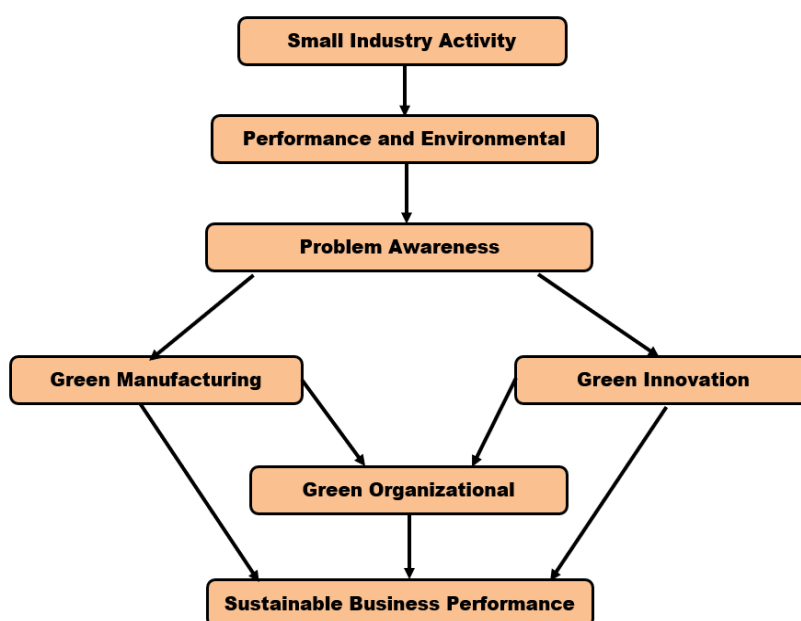 Small Industry Activity
Performance and Environmental
Problem Awareness
Green Manufacturing
Green Innovation
Green Organizational
Sustainable Business Performance